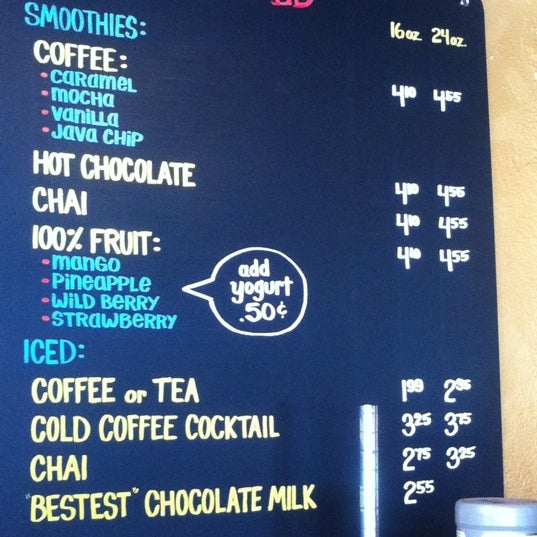 SMOOTHIES: 16oz. 24oz.
COFFEE: 4.10 4.55
• CARAMEL
• MOCHA
• VANILLA
• JAVA CHIP
HOT CHOCOLATE 4.10 4.55
CHAI 4.10 4.55
100% FRUIT: 4.10 4.55
• MANGO
• PINEAPPLE
• WILD BERRY
• STRAWBERRY
add
yogurt
.50¢
ICED:
COFFEE or TEA 1.99
COLD COFFEE COCKTAIL 3.25 3.75
CHAI 2.75 3.25
"BESTEST" CHOCOLATE MILK 2.55